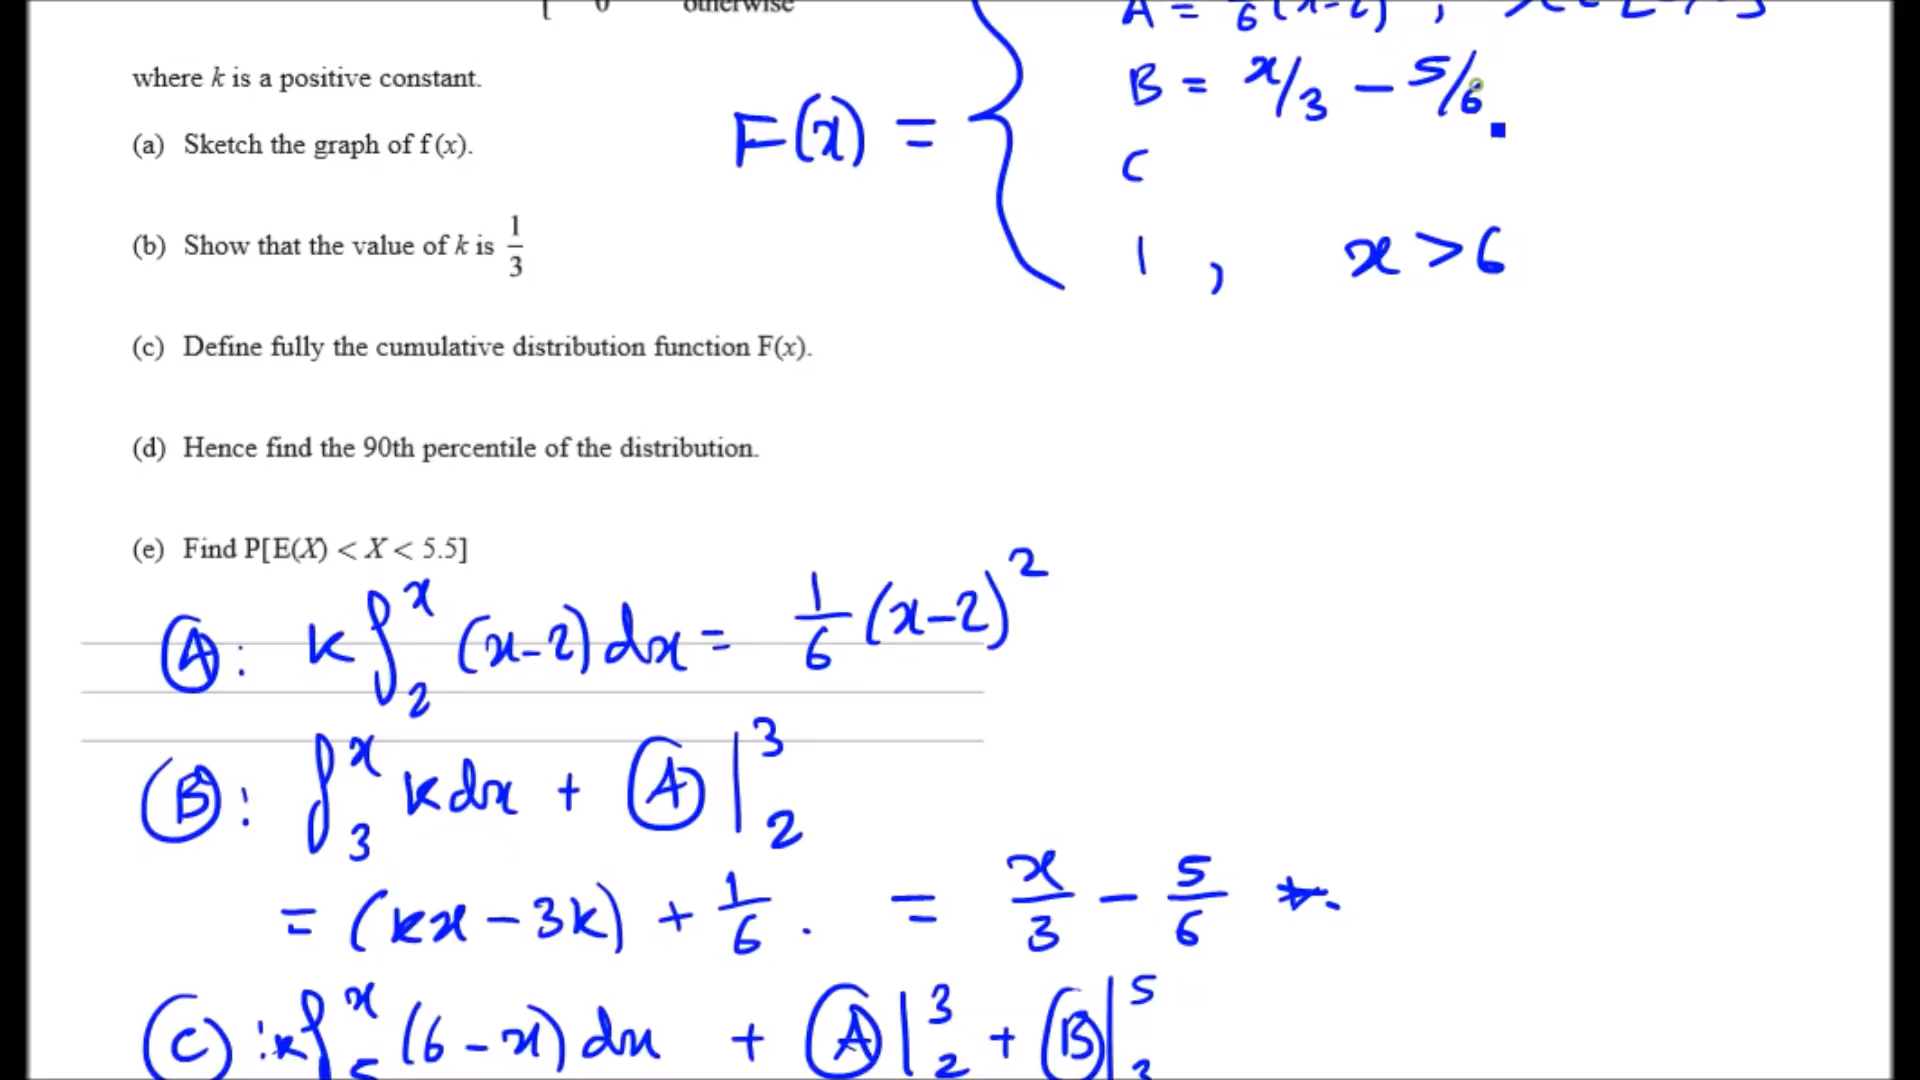 0 otherwise
where k is a positive constant.
(a) Sketch the graph of f(x).
(b) Show that the value of k is 1/3
(c) Define fully the cumulative distribution function F(x).
(d) Hence find the 90th percentile of the distribution.
(e) Find P[E(X) < X < 5.5]
F(x) = {
A = 1/6 (x-2)
B = x/3 - 5/6
C
1 , x > 6
(A): k∫₂ˣ (x-2) dx = 1/6 (x-2)²
(B): ∫₃ˣ k dx + (A)|₂³
= (kx - 3k) + 1/6 . = x/3 - 5/6
(C): k∫₅ˣ (6-x) dx + (A)|₂³ + (B)|₃⁵